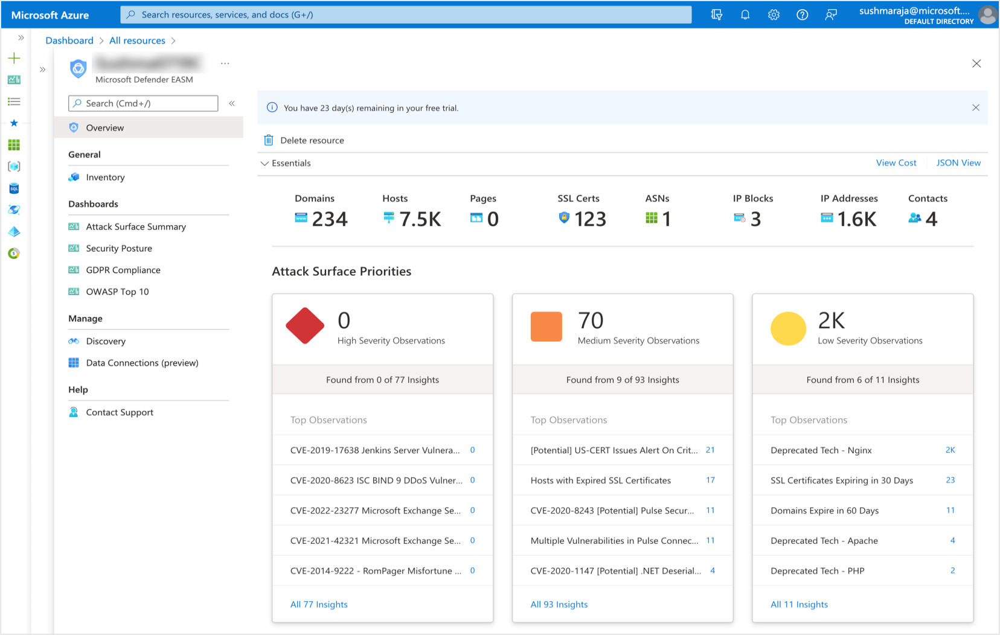 Microsoft Azure
Search resources, services, and docs (G+/)
sushmaraja@microsoft....
DEFAULT DIRECTORY
Dashboard > All resources >
...
Microsoft Defender EASM
Search (Cmd+/)
Overview
General
Inventory
Dashboards
Attack Surface Summary
Security Posture
GDPR Compliance
OWASP Top 10
Manage
Discovery
Data Connections (preview)
Help
Contact Support
You have 23 day(s) remaining in your free trial.
Delete resource
Essentials
View Cost
JSON View
Domains
234
Hosts
7.5K
Pages
0
SSL Certs
123
ASNs
1
IP Blocks
3
IP Addresses
1.6K
Contacts
4
Attack Surface Priorities
0
High Severity Observations
Found from 0 of 77 Insights
Top Observations
CVE-2019-17638 Jenkins Server Vulnera... 0
CVE-2020-8623 ISC BIND 9 DDoS Vulner... 0
CVE-2022-23277 Microsoft Exchange Se... 0
CVE-2021-42321 Microsoft Exchange Se... 0
CVE-2014-9222 - RomPager Misfortune ... 0
All 77 Insights
70
Medium Severity Observations
Found from 9 of 93 Insights
Top Observations
[Potential] US-CERT Issues Alert On Crit... 21
Hosts with Expired SSL Certificates 17
CVE-2020-8243 [Potential] Pulse Secur... 11
Multiple Vulnerabilities in Pulse Connec... 11
CVE-2020-1147 [Potential] .NET Deserial... 4
All 93 Insights
2K
Low Severity Observations
Found from 6 of 11 Insights
Top Observations
Deprecated Tech - Nginx 2K
SSL Certificates Expiring in 30 Days 23
Domains Expire in 60 Days 11
Deprecated Tech - Apache 4
Deprecated Tech - PHP 2
All 11 Insights